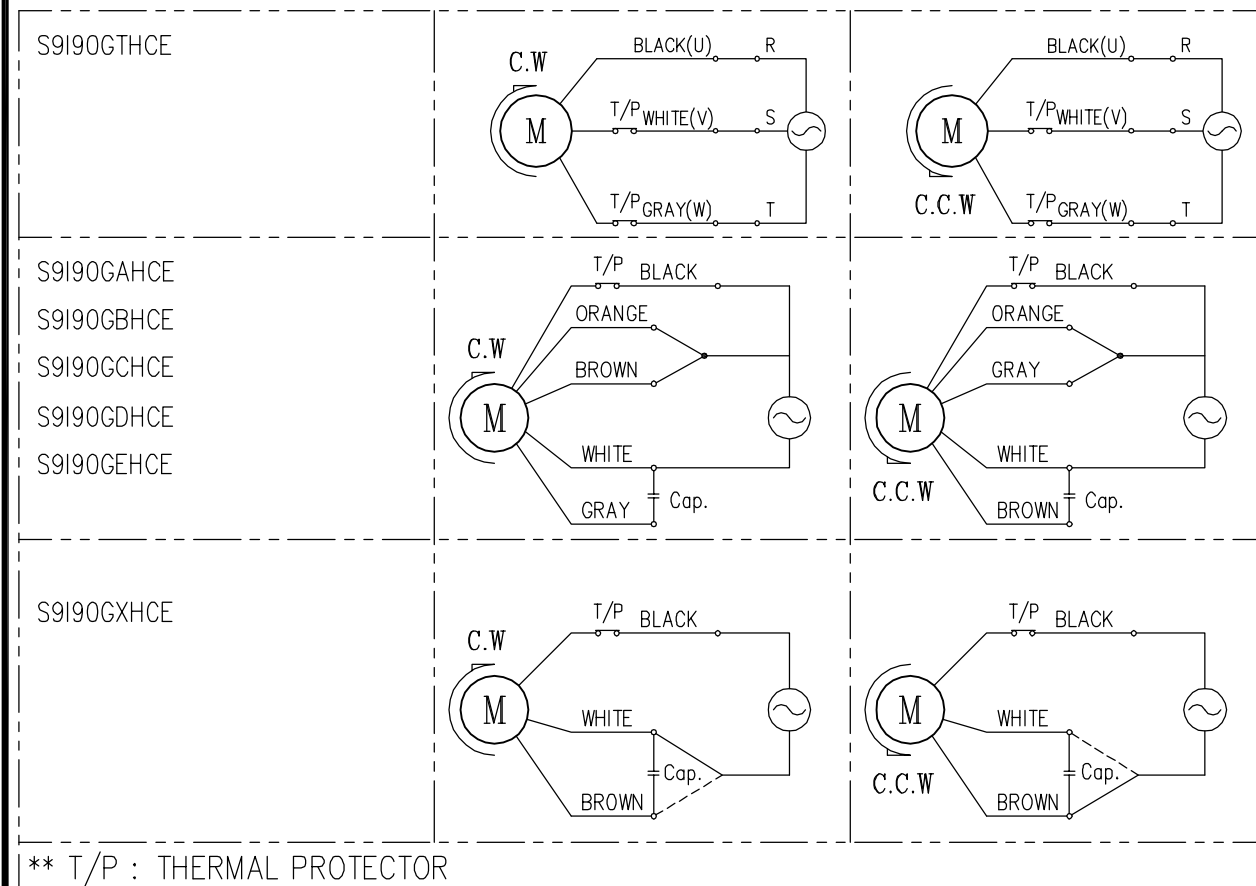 S9I90GTHCE
C.W
M
BLACK(U)
R
T/P
WHITE(V)
S
T/P
GRAY(W)
T
C.C.W
M
BLACK(U)
R
T/P
WHITE(V)
S
T/P
GRAY(W)
T
S9I90GAHCE
S9I90GBHCE
S9I90GCHCE
S9I90GDHCE
S9I90GEHCE
C.W
M
T/P
BLACK
ORANGE
BROWN
WHITE
GRAY
Cap.
C.C.W
M
T/P
BLACK
ORANGE
GRAY
WHITE
BROWN
Cap.
S9I90GXHCE
C.W
M
T/P
BLACK
WHITE
Cap.
BROWN
C.C.W
M
T/P
BLACK
WHITE
Cap.
BROWN
** T/P : THERMAL PROTECTOR